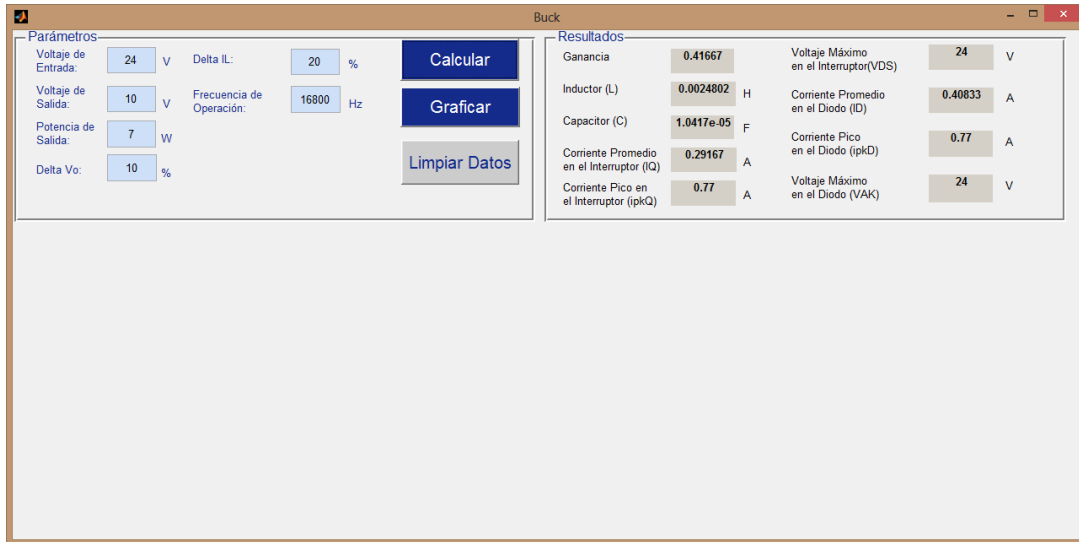 Buck
Parámetros
Voltaje de
Entrada:
24
V
Delta IL:
20
%
Calcular
Voltaje de
Salida:
10
V
Frecuencia de
Operación:
16800
Hz
Graficar
Potencia de
Salida:
7
W
Delta Vo:
10
%
Limpiar Datos
Resultados
Ganancia
0.41667
Inductor (L)
0.0024802
H
Capacitor (C)
1.0417e-05
F
Corriente Promedio
en el Interruptor (IQ)
0.29167
A
Corriente Pico en
el Interruptor (ipkQ)
0.77
A
Voltaje Máximo
en el Interruptor(VDS)
24
V
Corriente Promedio
en el Diodo (ID)
0.40833
A
Corriente Pico
en el Diodo (ipkD)
0.77
A
Voltaje Máximo
en el Diodo (VAK)
24
V